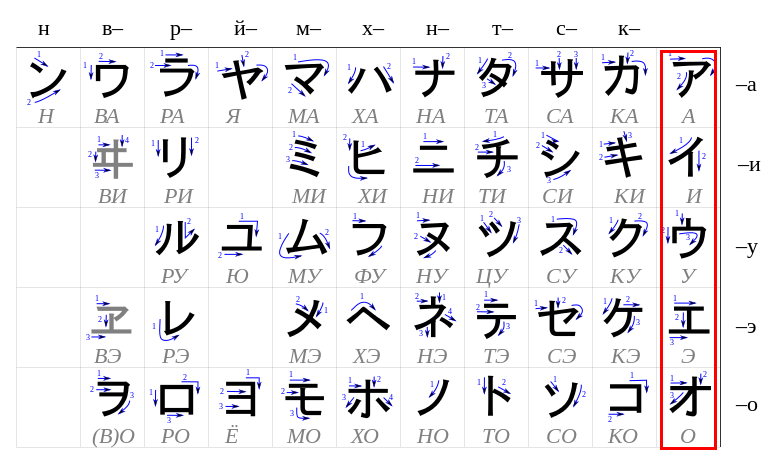 н в– р– й– м– х– н– т– с– к–
ン ワ ラ ヤ マ ハ ナ タ サ カ ア –а
Н ВА РА Я МА ХА НА ТА СА КА А
ヰ リ ミ ヒ ニ チ シ キ イ –и
ВИ РИ МИ ХИ НИ ТИ СИ КИ И
ル ユ ム フ ヌ ツ ス ク ウ –у
РУ Ю МУ ФУ НУ ЦУ СУ КУ У
ヱ レ メ ヘ ネ テ セ ケ エ –э
ВЭ РЭ МЭ ХЭ НЭ ТЭ СЭ КЭ Э
ヲ ロ ヨ モ ホ ノ ト ソ コ オ –о
(В)О РО Ё МО ХО НО ТО СО КО О